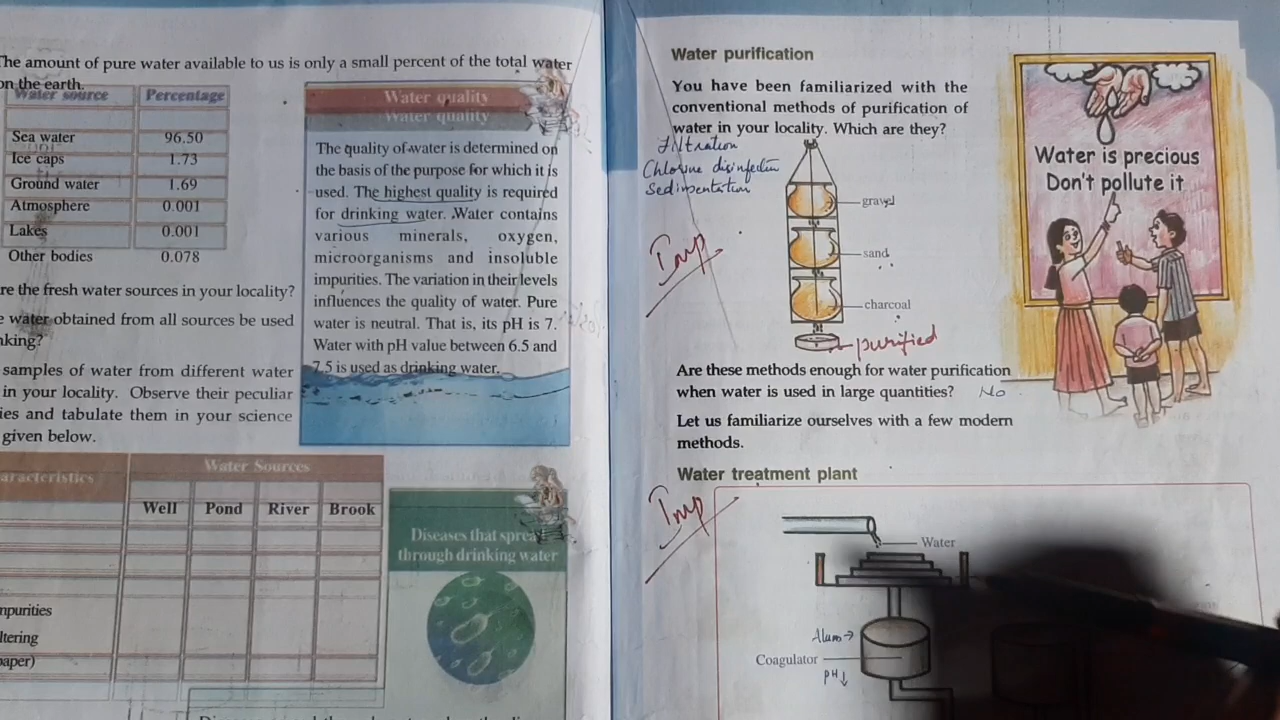 The amount of pure water available to us is only a small percent of the total water
on the earth.
Water source Percentage
Sea water 96.50
Ice caps 1.73
Ground water 1.69
Atmosphere 0.001
Lakes 0.001
Other bodies 0.078
re the fresh water sources in your locality?
e water obtained from all sources be used
nking?
samples of water from different water
in your locality. Observe their peculiar
ies and tabulate them in your science
given below.
Water quality
Water quality
The quality of water is determined on
the basis of the purpose for which it is
used. The highest quality is required
for drinking water. Water contains
various minerals, oxygen,
microorganisms and insoluble
impurities. The variation in their levels
influences the quality of water. Pure
water is neutral. That is, its pH is 7.
Water with pH value between 6.5 and
7.5 is used as drinking water.
aracteristics Water Sources
Well Pond River Brook
mpurities
ltering
paper)
Diseases that sprea
through drinking water
Water purification
You have been familiarized with the
conventional methods of purification of
water in your locality. Which are they?
Filtration
Chlorine disinfection
Sedimentation
Imp
gravel
sand
charcoal
purified
Water is precious
Don't pollute it
Are these methods enough for water purification
when water is used in large quantities? No
Let us familiarize ourselves with a few modern
methods.
Water treatment plant
Imp
Water
Alum→
Coagulator
pH↓